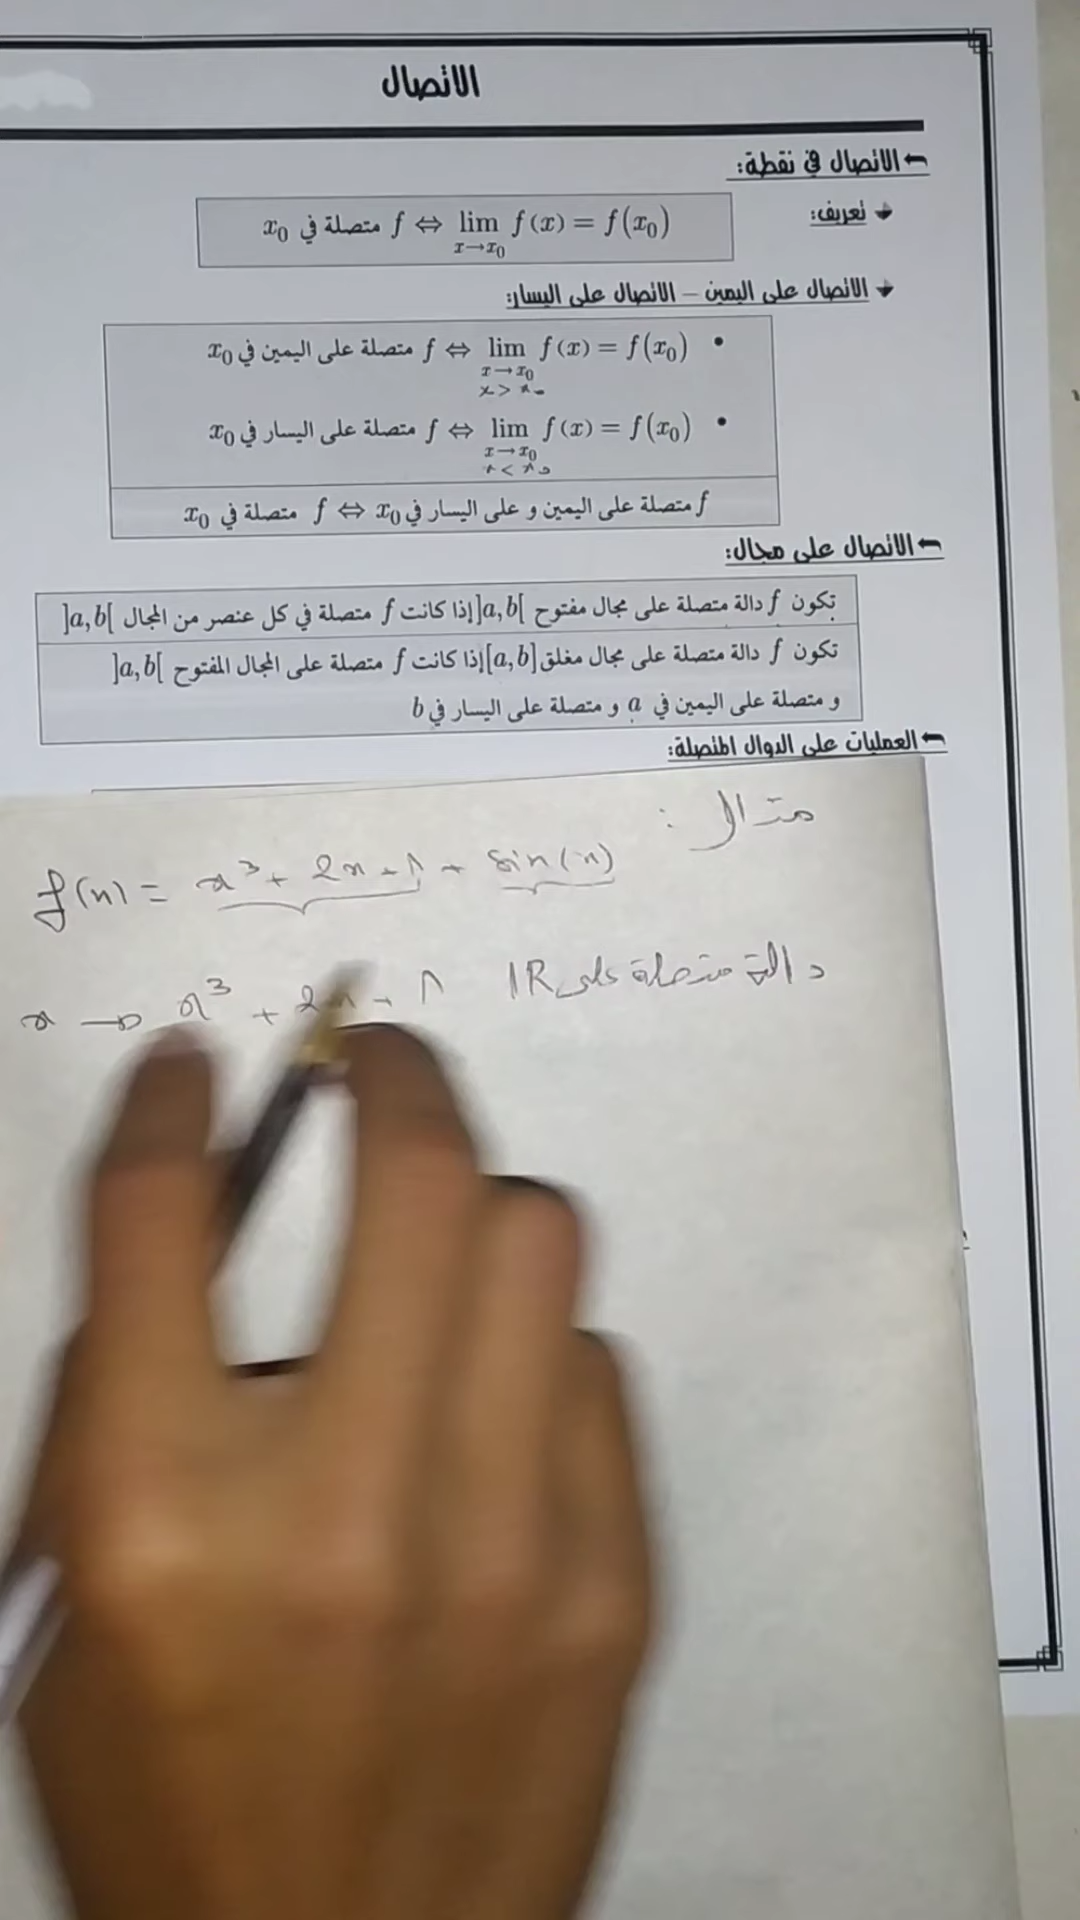 الاتصال
الاتصال في نقطة:
تعريف:
f متصلة في x₀ ⇔ lim f(x) = f(x₀)
x→x₀
الاتصال على اليمين – الاتصال على اليسار:
• f متصلة على اليمين في x₀ ⇔ lim f(x) = f(x₀)
x→x₀
x > x₀
• f متصلة على اليسار في x₀ ⇔ lim f(x) = f(x₀)
x→x₀
x < x₀
f متصلة على اليمين و على اليسار في x₀ ⇔ f متصلة في x₀
الاتصال على مجال:
تكون f دالة متصلة على مجال مفتوح ]a,b[ إذا كانت f متصلة في كل عنصر من المجال ]a,b[
تكون f دالة متصلة على مجال مغلق [a,b] إذا كانت f متصلة على المجال المفتوح ]a,b[
و متصلة على اليمين في a و متصلة على اليسار في b
العمليات على الدوال المتصلة:
مثال :
f(x) = x³ + 2x + 1 + sin(x)
x → x³ + 2x + 1 دالة متصلة على IR